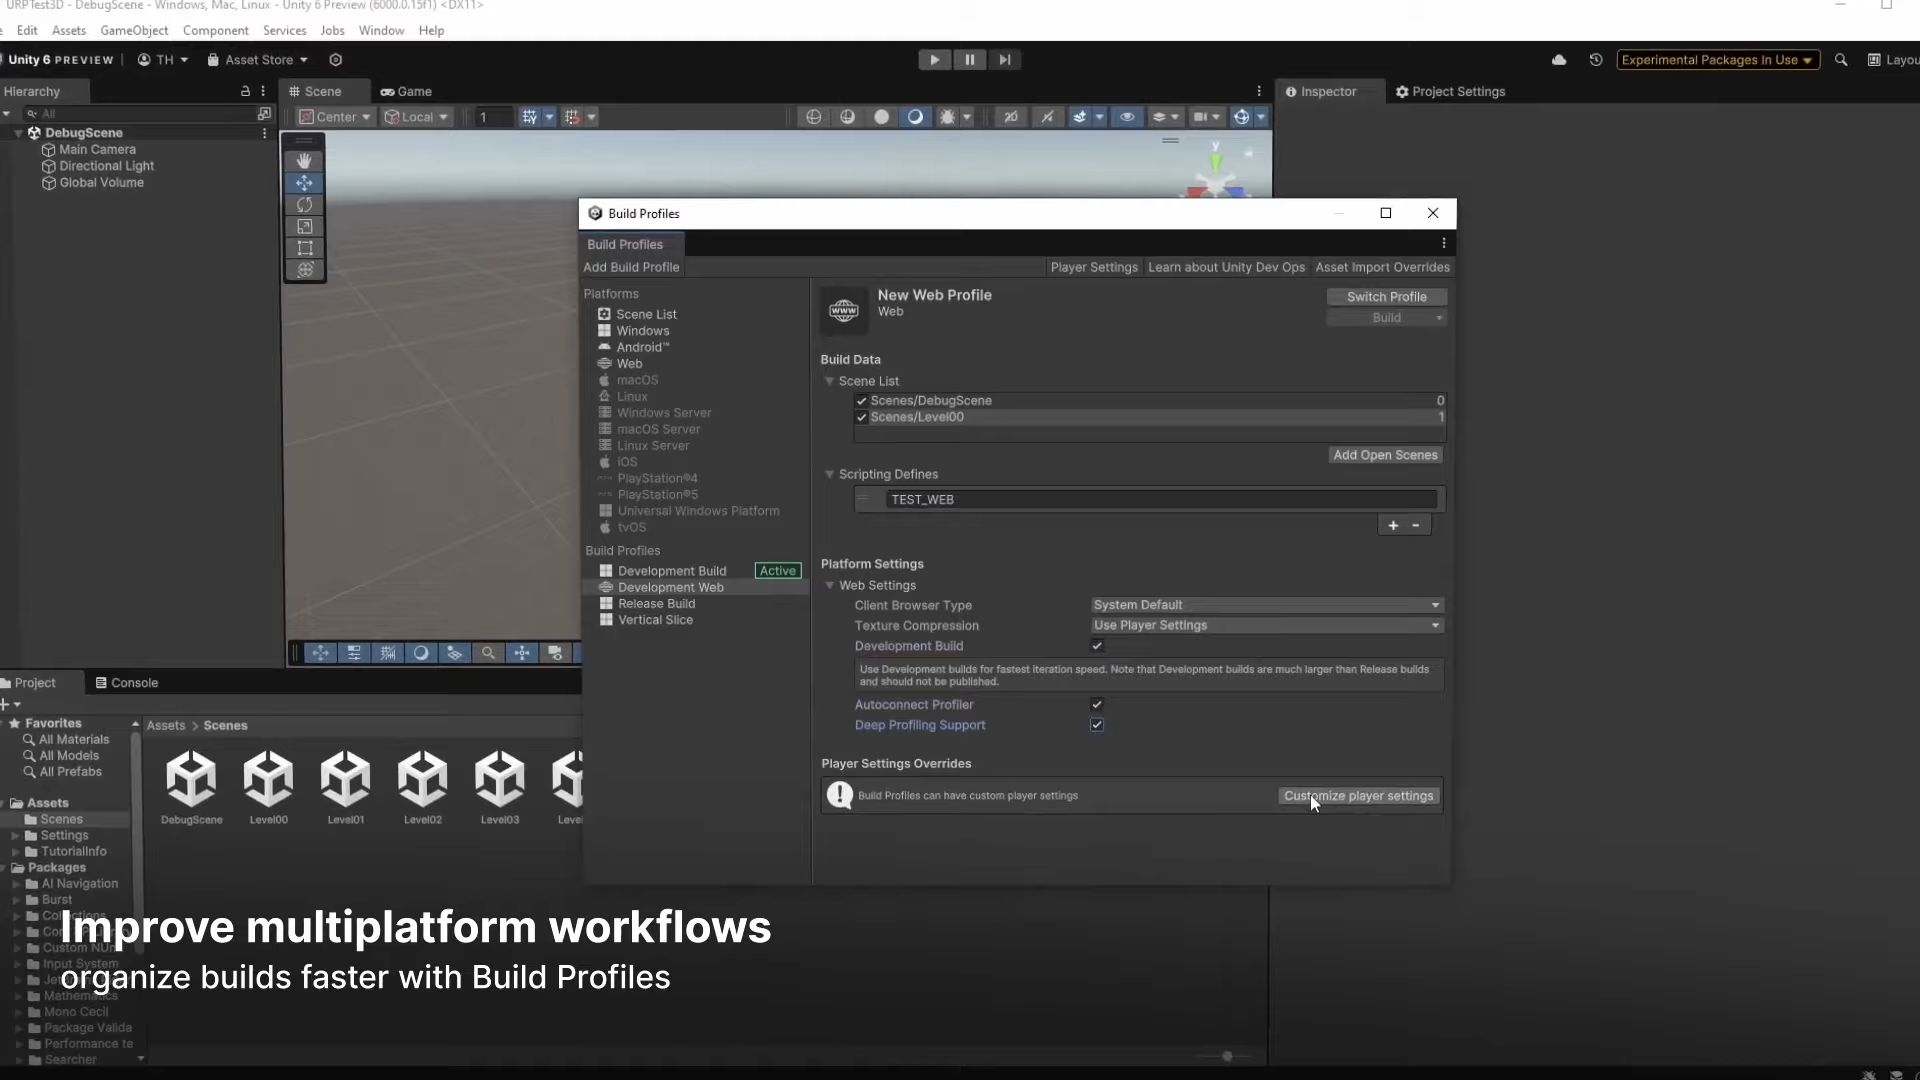 URPTest3D - DebugScene - Windows, Mac, Linux - Unity 6 Preview (6000.0.15f1) <DX11>
Edit Assets GameObject Component Services Jobs Window Help
Unity 6 PREVIEW TH Asset Store Experimental Packages In Use Layou
Hierarchy Scene Game Inspector Project Settings
All Center Local 1 2D
DebugScene
Main Camera
Directional Light
Global Volume
y
Build Profiles
Build Profiles
Add Build Profile Player Settings Learn about Unity Dev Ops Asset Import Overrides
Platforms
Scene List
Windows
Android™
Web
macOS
Linux
Windows Server
macOS Server
Linux Server
iOS
PlayStation®4
PlayStation®5
Universal Windows Platform
tvOS
Build Profiles
Development Build Active
Development Web
Release Build
Vertical Slice
www
New Web Profile
Web
Switch Profile
Build
Build Data
Scene List
Scenes/DebugScene 0
Scenes/Level00 1
Add Open Scenes
Scripting Defines
TEST_WEB
+ -
Platform Settings
Web Settings
Client Browser Type System Default
Texture Compression Use Player Settings
Development Build
Use Development builds for fastest iteration speed. Note that Development builds are much larger than Release builds
and should not be published.
Autoconnect Profiler
Deep Profiling Support
Player Settings Overrides
Build Profiles can have custom player settings Customize player settings
Project Console
Favorites
All Materials
All Models
All Prefabs
Assets
Scenes
Settings
TutorialInfo
Packages
AI Navigation
Burst
Input System
Mathematics
Mono Cecil
Package Valida
Performance te
Searcher
Assets > Scenes
DebugScene Level00 Level01 Level02 Level03 Level
Improve multiplatform workflows
organize builds faster with Build Profiles